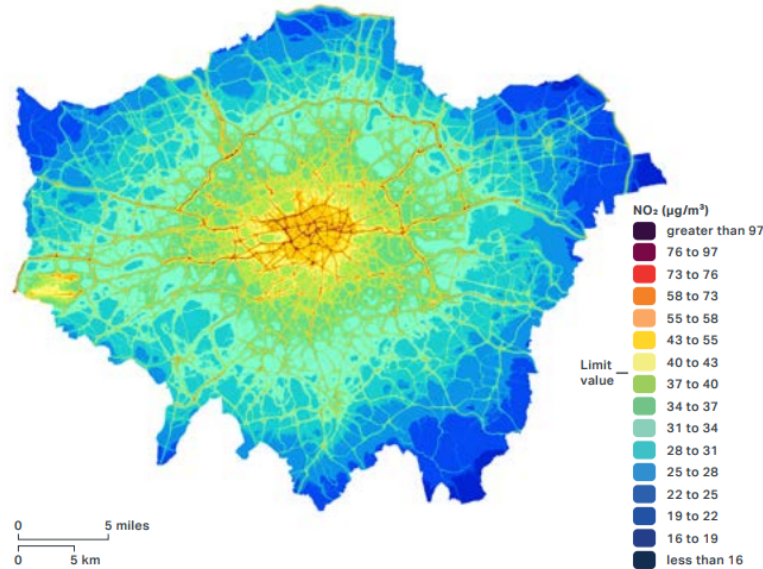 NO₂ (µg/m³)
greater than 97
76 to 97
73 to 76
58 to 73
55 to 58
43 to 55
Limit value
40 to 43
37 to 40
34 to 37
31 to 34
28 to 31
25 to 28
22 to 25
19 to 22
16 to 19
less than 16
0 5 miles
0 5 km